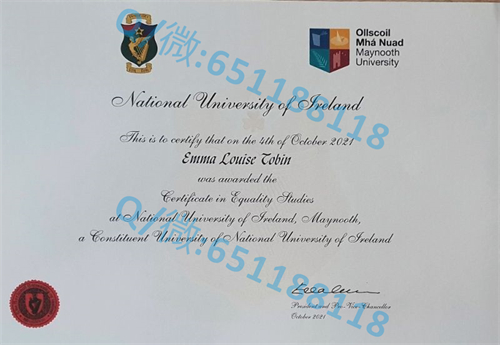 Ollscoil
Mhá Nuad
Maynooth
University
National University of Ireland
This is to certify that on the 4th of October 2021
Emma Louise Tobin
was awarded the
Certificate in Equality Studies
at National University of Ireland, Maynooth,
a Constituent University of National University of Ireland
President and Pro-Vice-Chancellor
October 2021
Q/微:651188118
Q/微:651188118